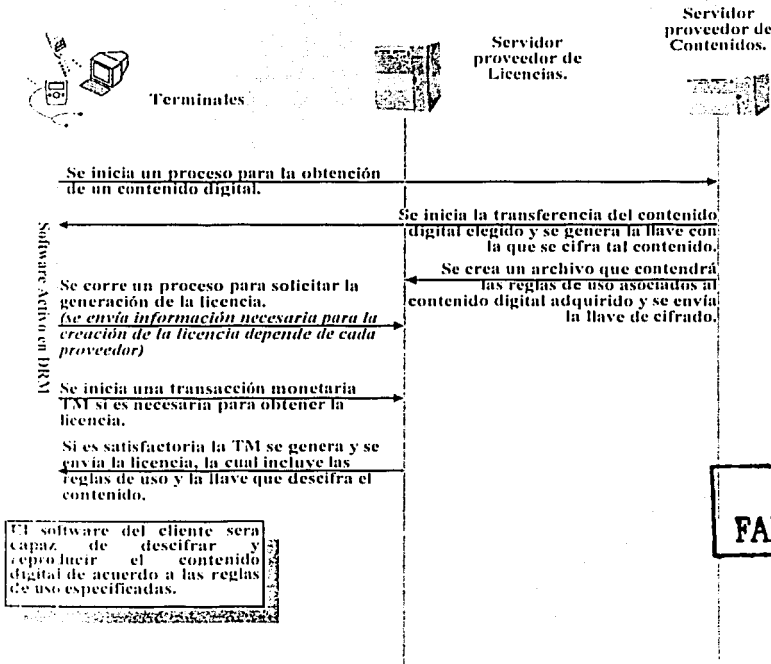 Servidor
proveedor de
Contenidos.
Servidor
proveedor de
Licencias.
Terminales
Se inicia un proceso para la obtención
de un contenido digital.
Se inicia la transferencia del contenido
digital elegido y se genera la llave con
la que se cifra tal contenido.
Se crea un archivo que contendrá
las reglas de uso asociados al
contenido digital adquirido y se envía
la llave de cifrado.
Software Activo en DRM
Se corre un proceso para solicitar la
generación de la licencia.
(se envía información necesaria para la
creación de la licencia depende de cada
proveedor)
Se inicia una transacción monetaria
TM si es necesaria para obtener la
licencia.
Si es satisfactoria la TM se genera y se
envía la licencia, la cual incluye las
reglas de uso y la llave que descifra el
contenido.
El software del cliente sera
capaz de descifrar y
reproducir el contenido
digital de acuerdo a las reglas
de uso especificadas.